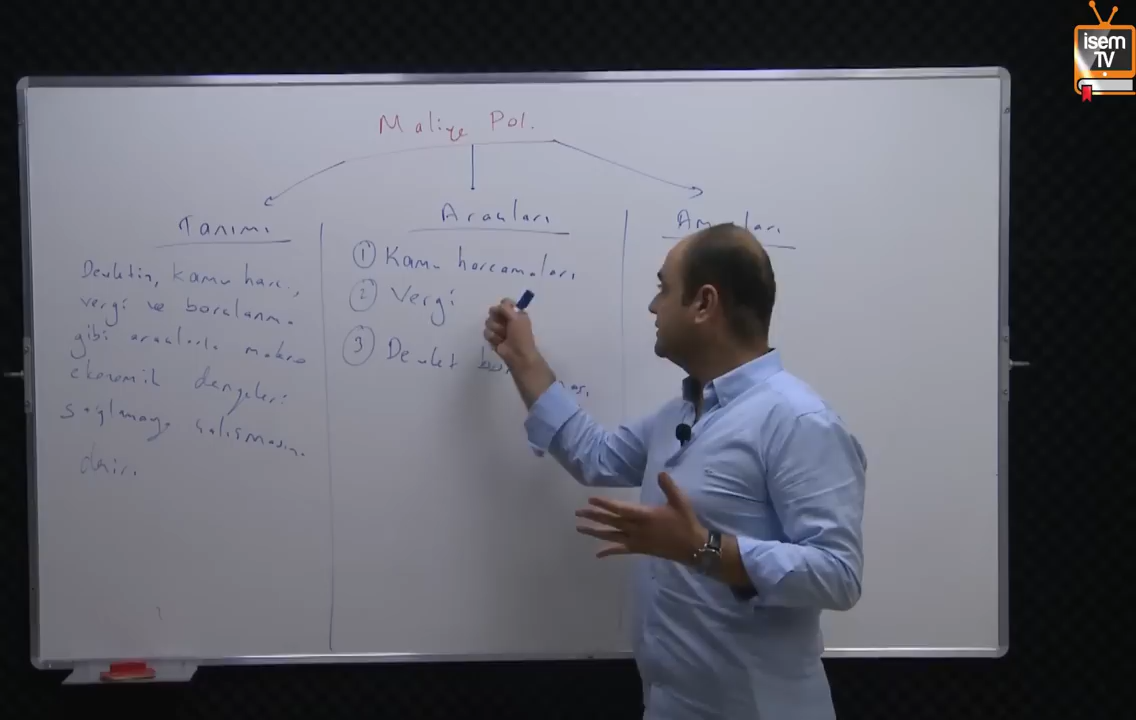 isem
TV
Maliye Pol.
Tanımı
Devletin, kamu harc.,
vergi ve borçlanma
gibi araçlarla makro
ekonomik dengeleri
sağlamaya çalışmasına
denir.
Araçları
① Kamu harcamaları
② Vergi
③ Devlet